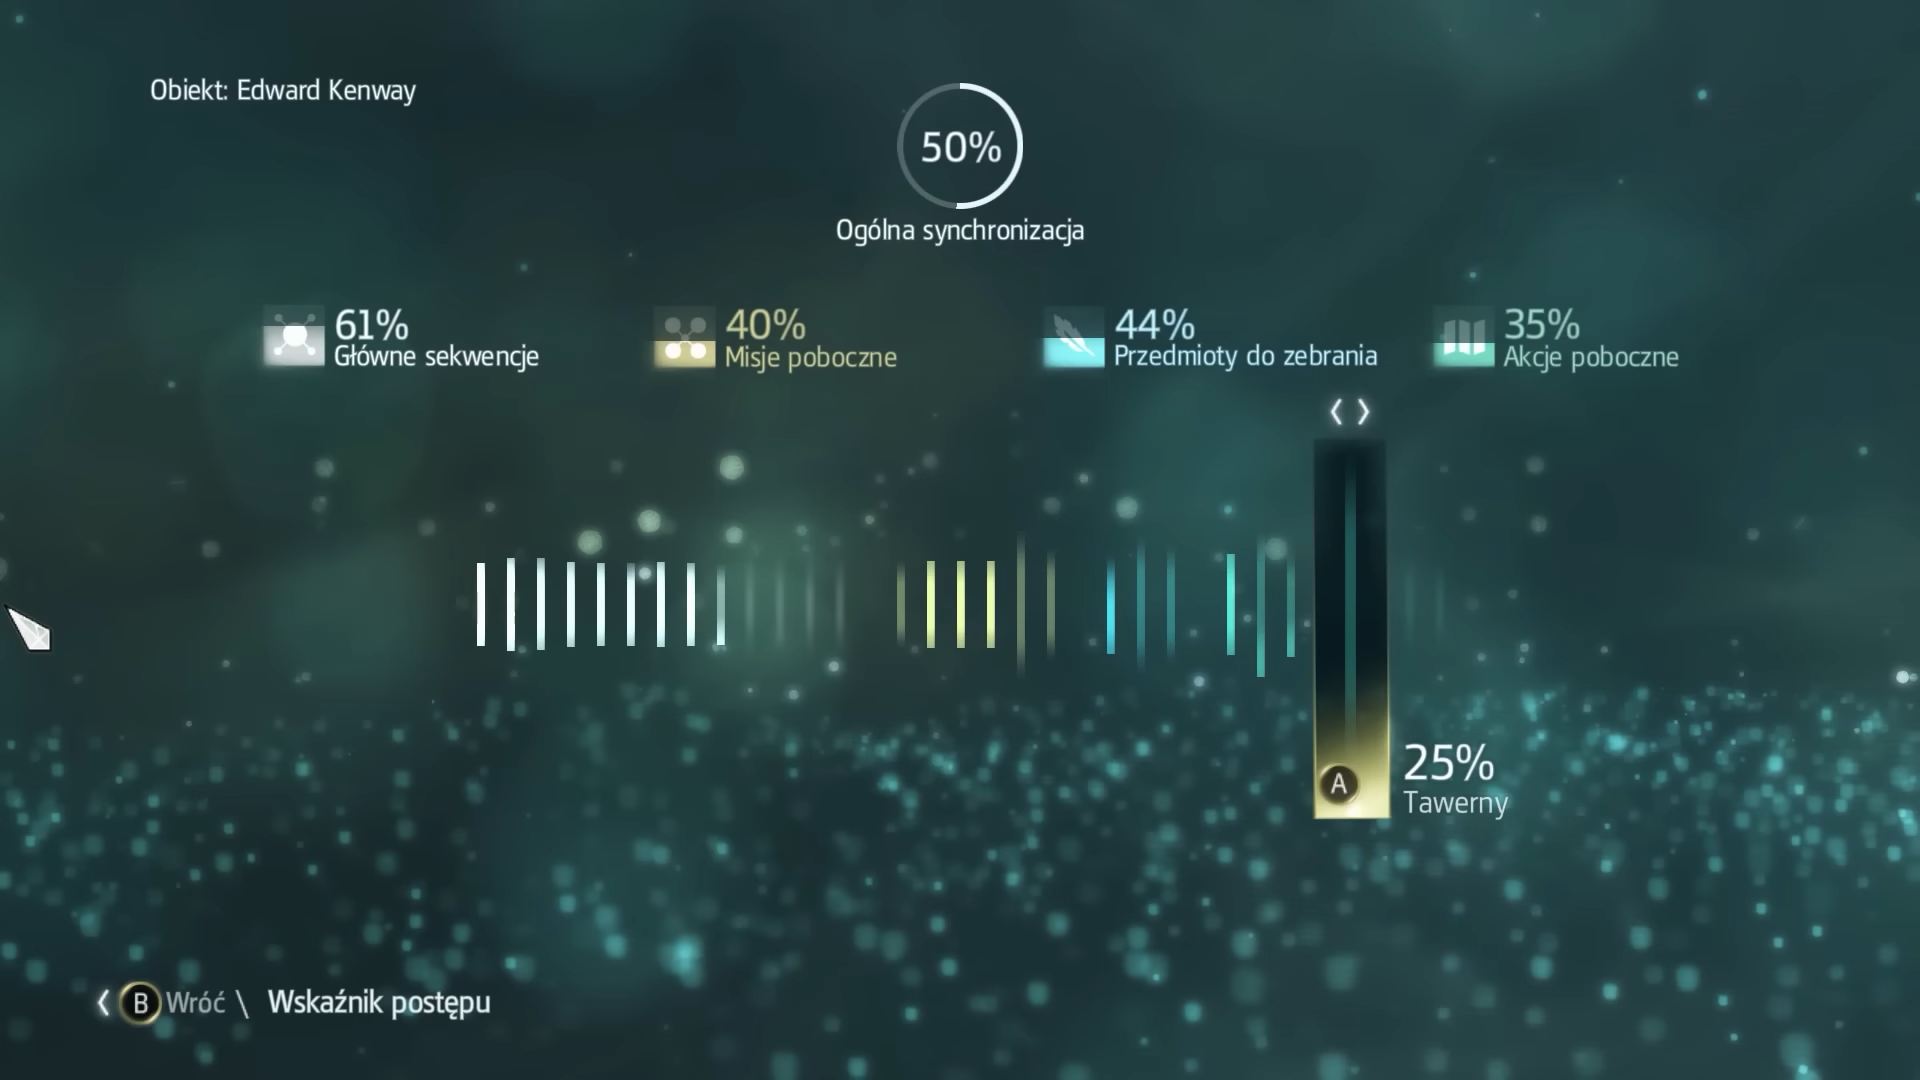 Obiekt: Edward Kenway
50%
Ogólna synchronizacja
61%
Główne sekwencje
40%
Misje poboczne
44%
Przedmioty do zebrania
35%
Akcje poboczne
A
25%
Tawerny
B Wróć \ Wskaźnik postępu